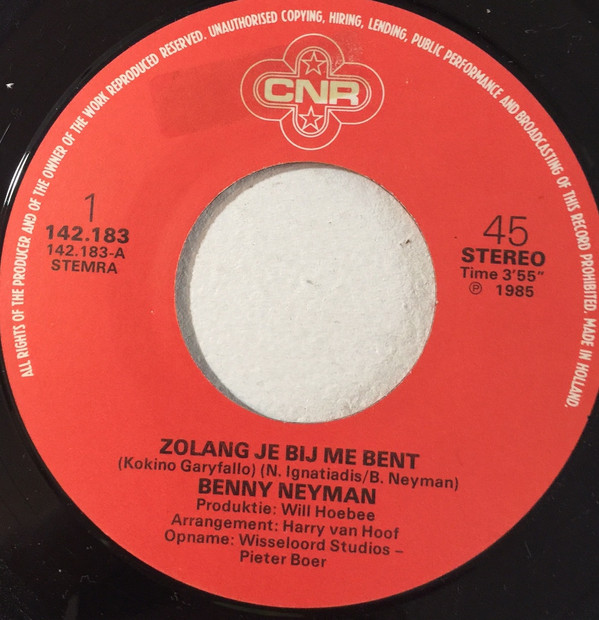 ALL RIGHTS OF THE PRODUCER AND OF THE OWNER OF THE WORK REPRODUCED RESERVED. UNAUTHORISED COPYING, HIRING, LENDING, PUBLIC PERFORMANCE AND BROADCASTING OF THIS RECORD PROHIBITED. MADE IN HOLLAND.
CNR
1
142.183
142.183-A
STEMRA
45
STEREO
Time 3'55"
℗ 1985
ZOLANG JE BIJ ME BENT
(Kokino Garyfallo) (N. Ignatiadis/B. Neyman)
BENNY NEYMAN
Produktie: Will Hoebee
Arrangement: Harry van Hoof
Opname: Wisseloord Studios –
Pieter Boer